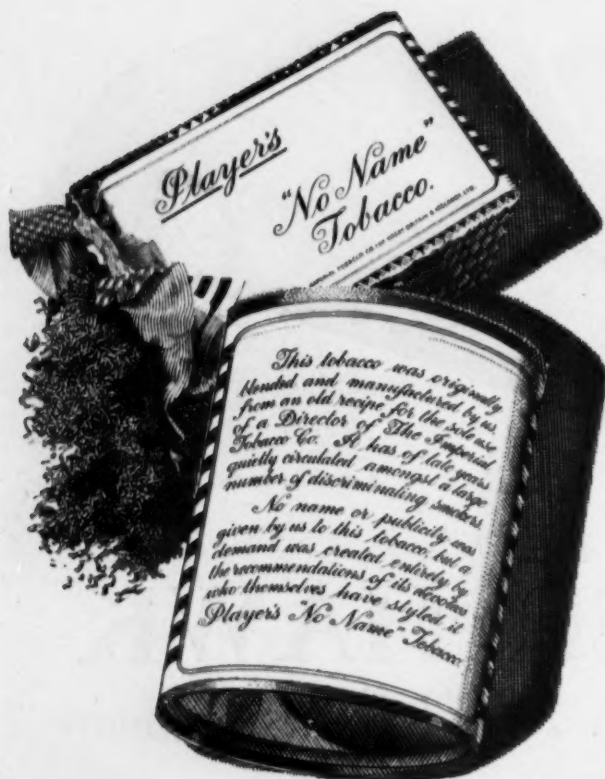 Player's
"No Name"
Tobacco.
This tobacco was originally
blended and manufactured by us
from an old recipe for the sole use
of a Director of The Imperial
Tobacco Co. It has of late years
quietly circulated amongst a large
number of discriminating smokers
No name or publicity was
given by us to this tobacco, but a
demand was created entirely by
the recommendations of its devotees
who themselves have styled it
Player's "No Name" Tobacco